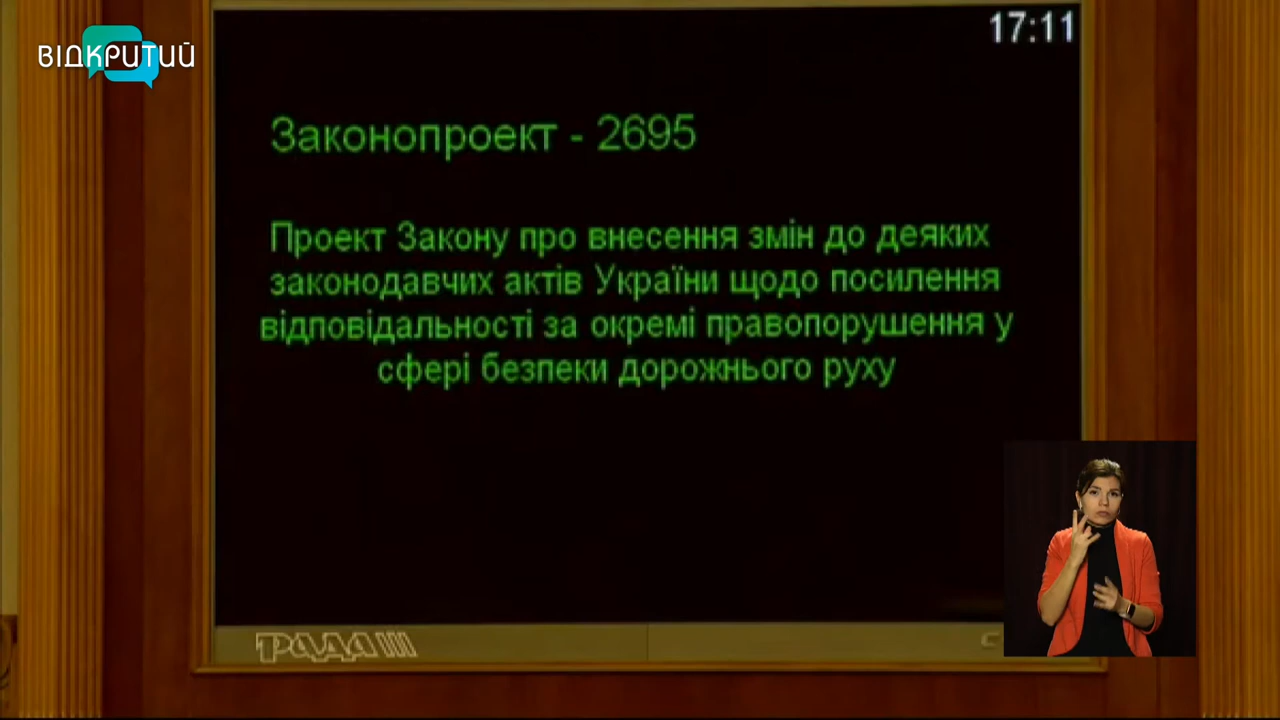 ВІДКРИТИЙ
17:11
Законопроект - 2695
Проект Закону про внесення змін до деяких
законодавчих актів України щодо посилення
відповідальності за окремі правопорушення у
сфері безпеки дорожнього руху
РАДА III